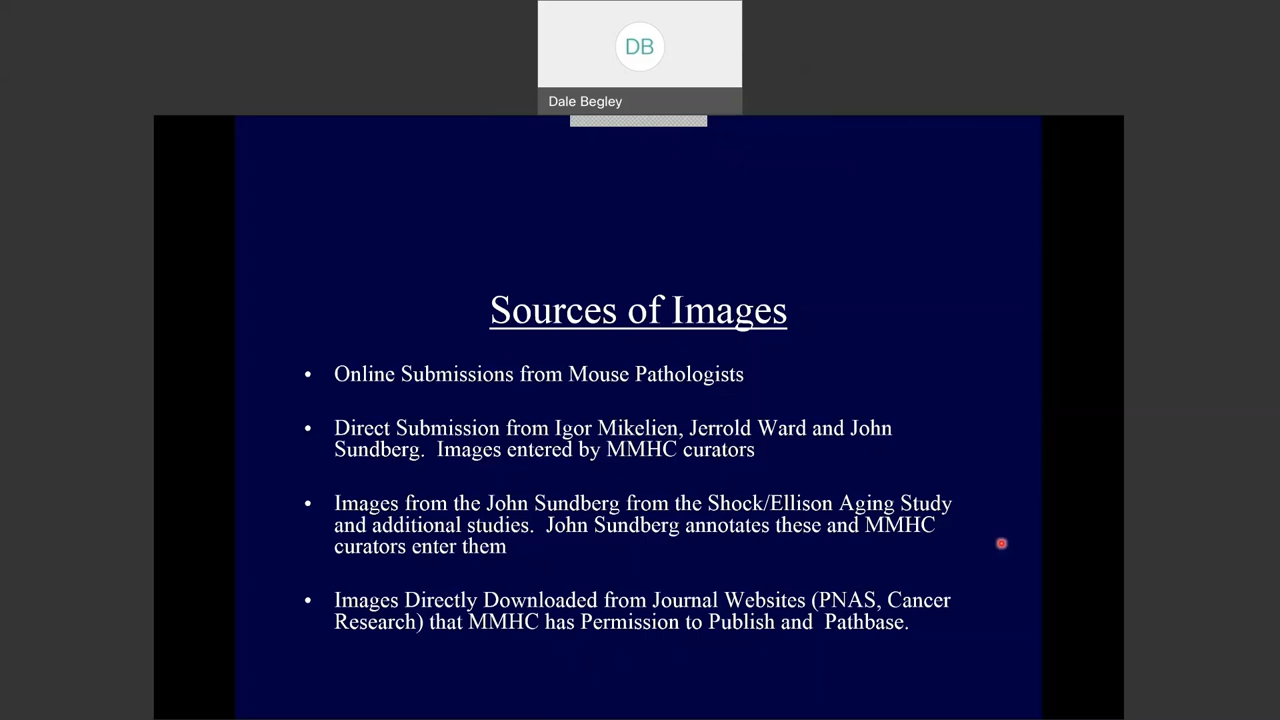 DB
Dale Begley
Sources of Images
• Online Submissions from Mouse Pathologists
• Direct Submission from Igor Mikelien, Jerrold Ward and John
Sundberg.  Images entered by MMHC curators
• Images from the John Sundberg from the Shock/Ellison Aging Study
and additional studies.  John Sundberg annotates these and MMHC
curators enter them
• Images Directly Downloaded from Journal Websites (PNAS, Cancer
Research) that MMHC has Permission to Publish and  Pathbase.